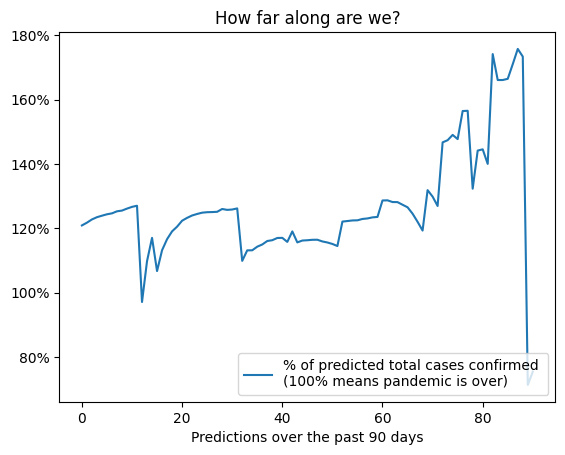 How far along are we?
180%
160%
140%
120%
100%
80%
% of predicted total cases confirmed
(100% means pandemic is over)
0 20 40 60 80
Predictions over the past 90 days